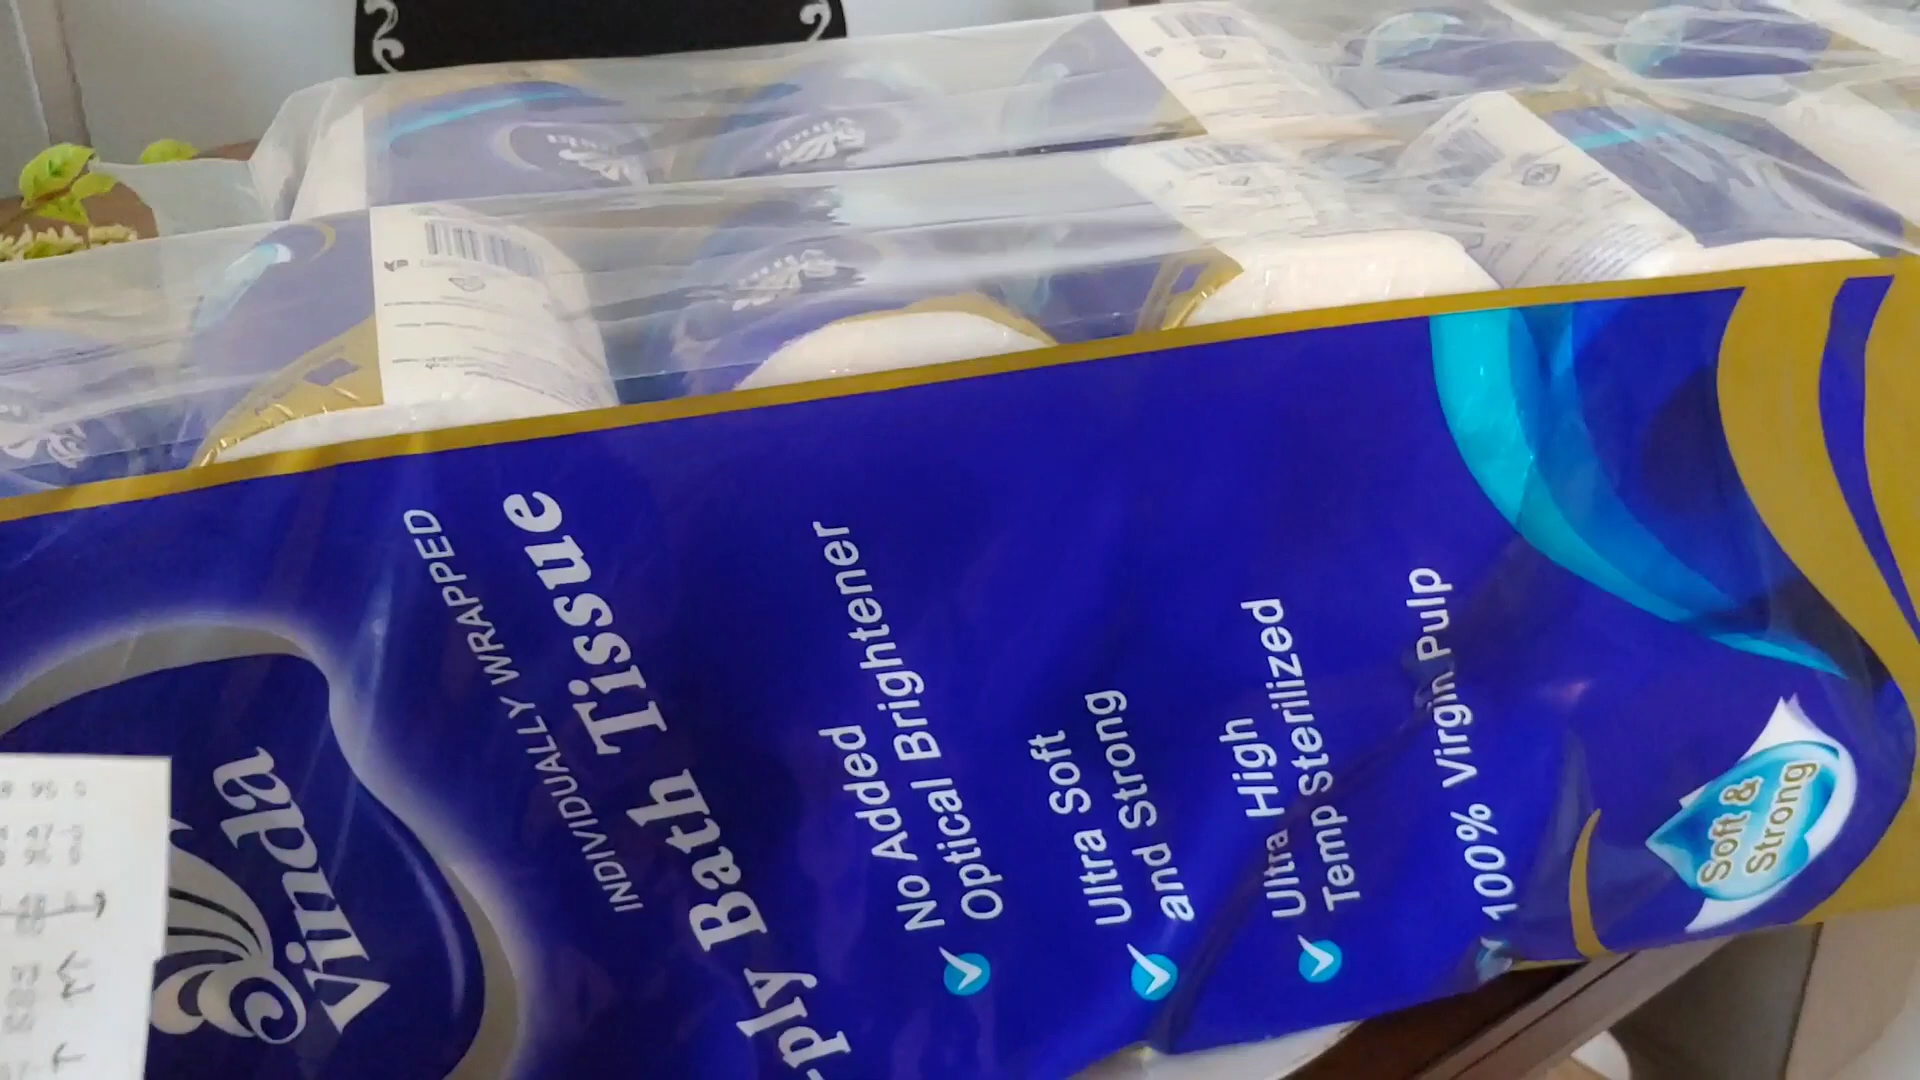 Vinda
INDIVIDUALLY WRAPPED
-ply Bath Tissue
No Added
Optical Brightener
Ultra Soft
and Strong
Ultra High
Temp Sterilized
100% Virgin Pulp
Soft &
Strong